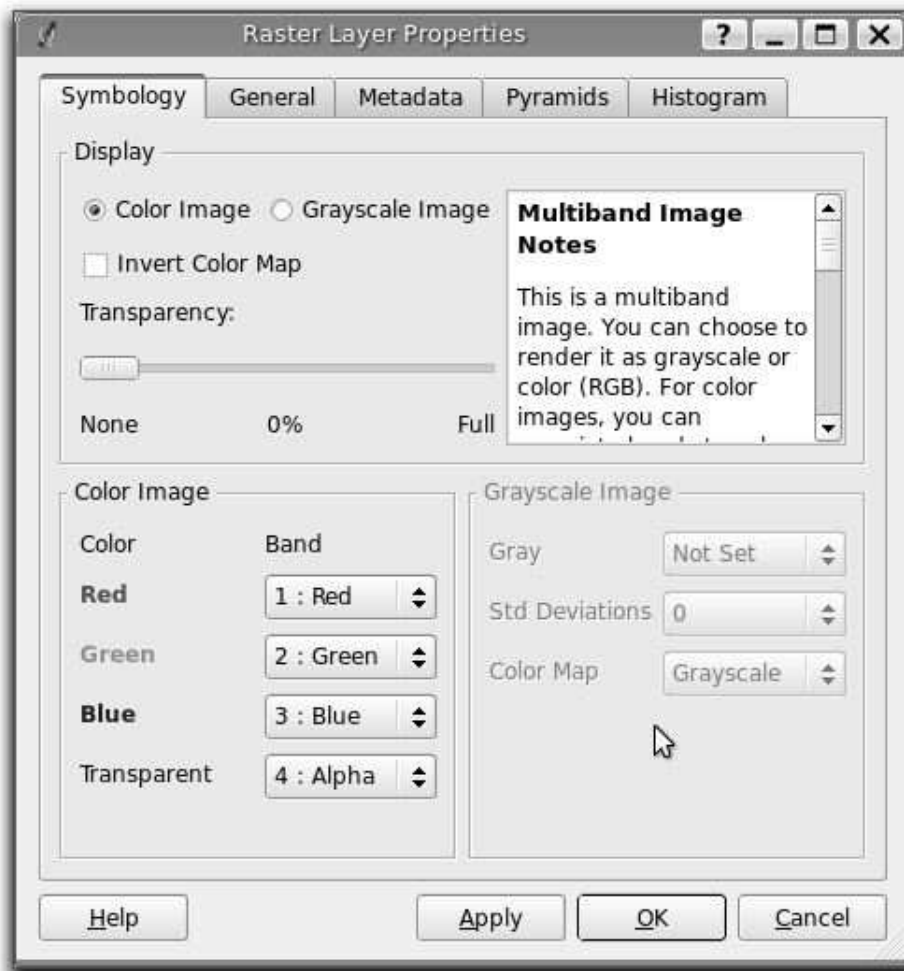 Raster Layer Properties
Symbology General Metadata Pyramids Histogram
Display
Color Image Grayscale Image
Invert Color Map
Transparency:
None 0% Full
Multiband Image
Notes
This is a multiband
image. You can choose to
render it as grayscale or
color (RGB). For color
images, you can
Color Image
Color Band
Red 1 : Red
Green 2 : Green
Blue 3 : Blue
Transparent 4 : Alpha
Grayscale Image
Gray Not Set
Std Deviations 0
Color Map Grayscale
Help Apply OK Cancel